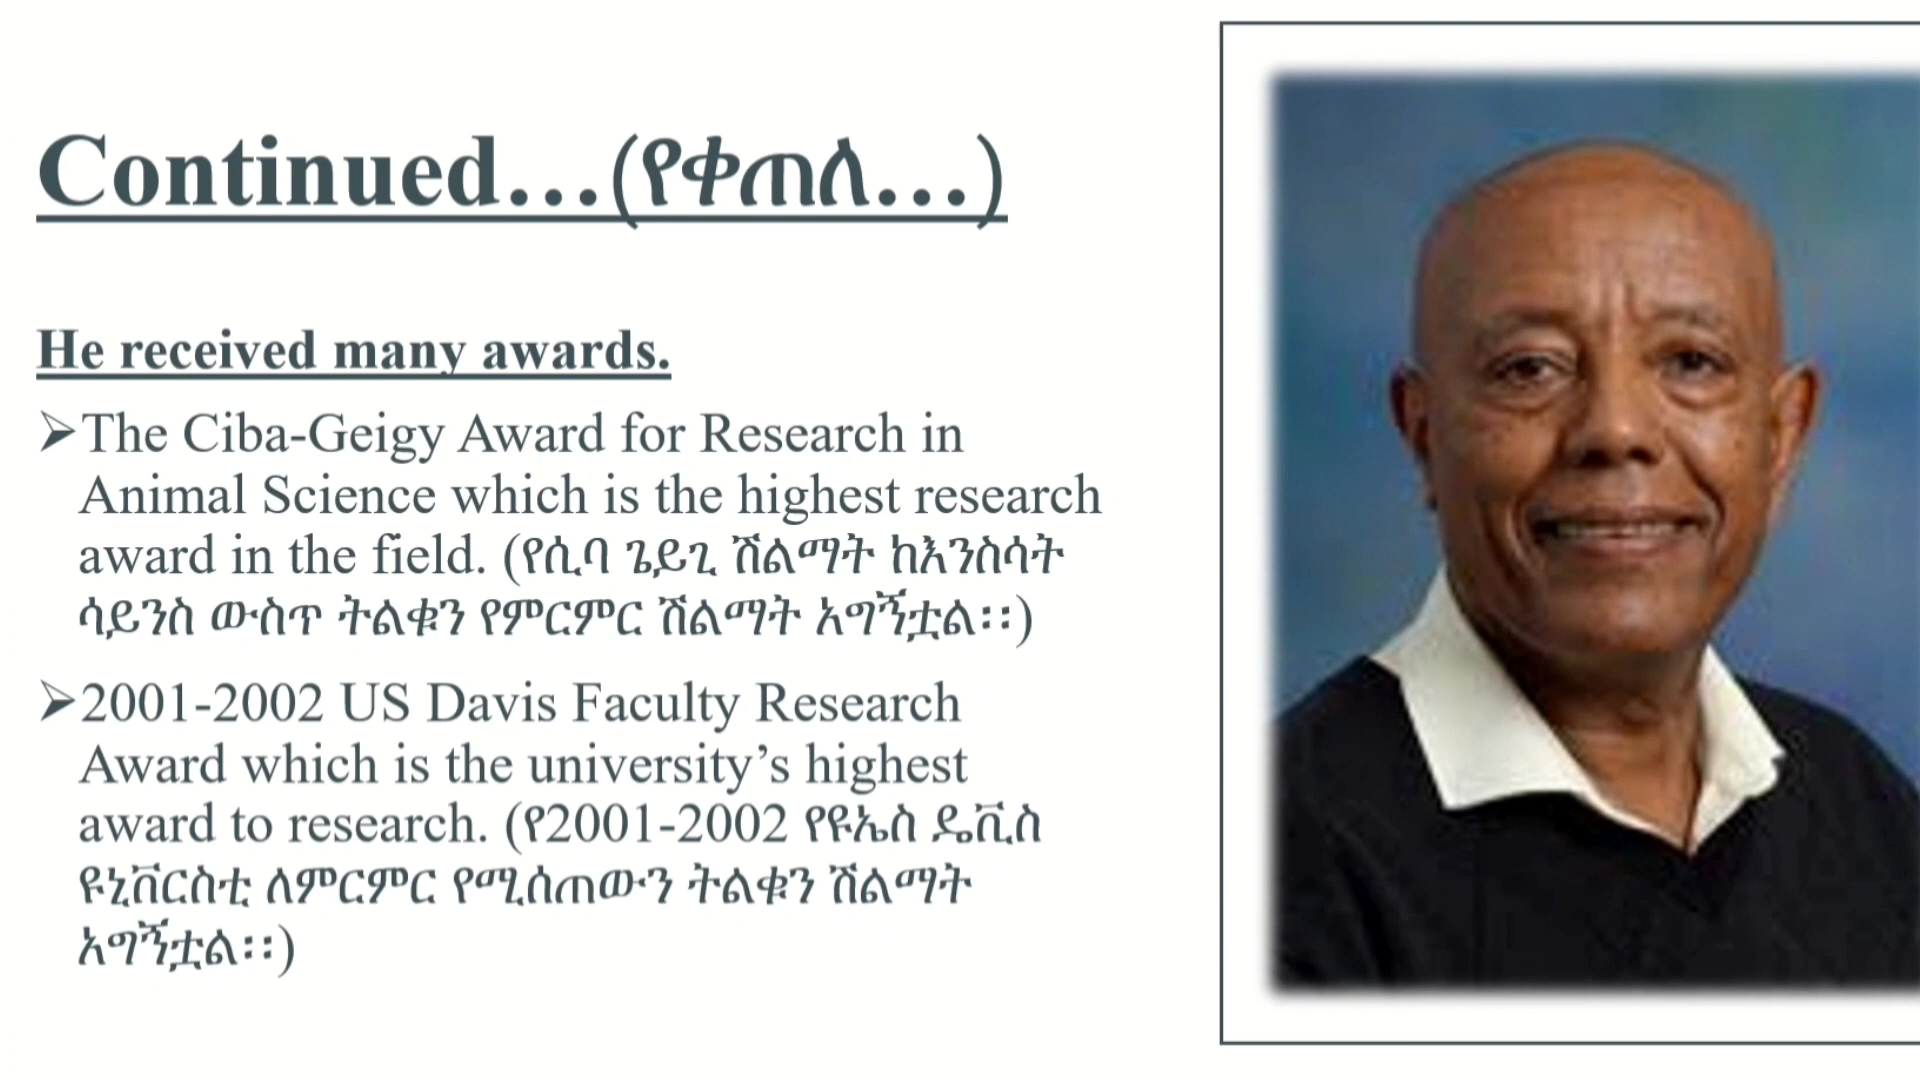 Continued…(የቀጠለ…)
He received many awards.
➢The Ciba-Geigy Award for Research in
Animal Science which is the highest research
award in the field. (የሲባ ጌይጊ ሽልማት ከእንስሳት
ሳይንስ ውስጥ ትልቁን የምርምር ሽልማት አግኝቷል፡፡)
➢2001-2002 US Davis Faculty Research
Award which is the university’s highest
award to research. (የ2001-2002 የዩኤስ ዴቪስ
ዩኒቨርስቲ ለምርምር የሚሰጠውን ትልቁን ሽልማት
አግኝቷል፡፡)